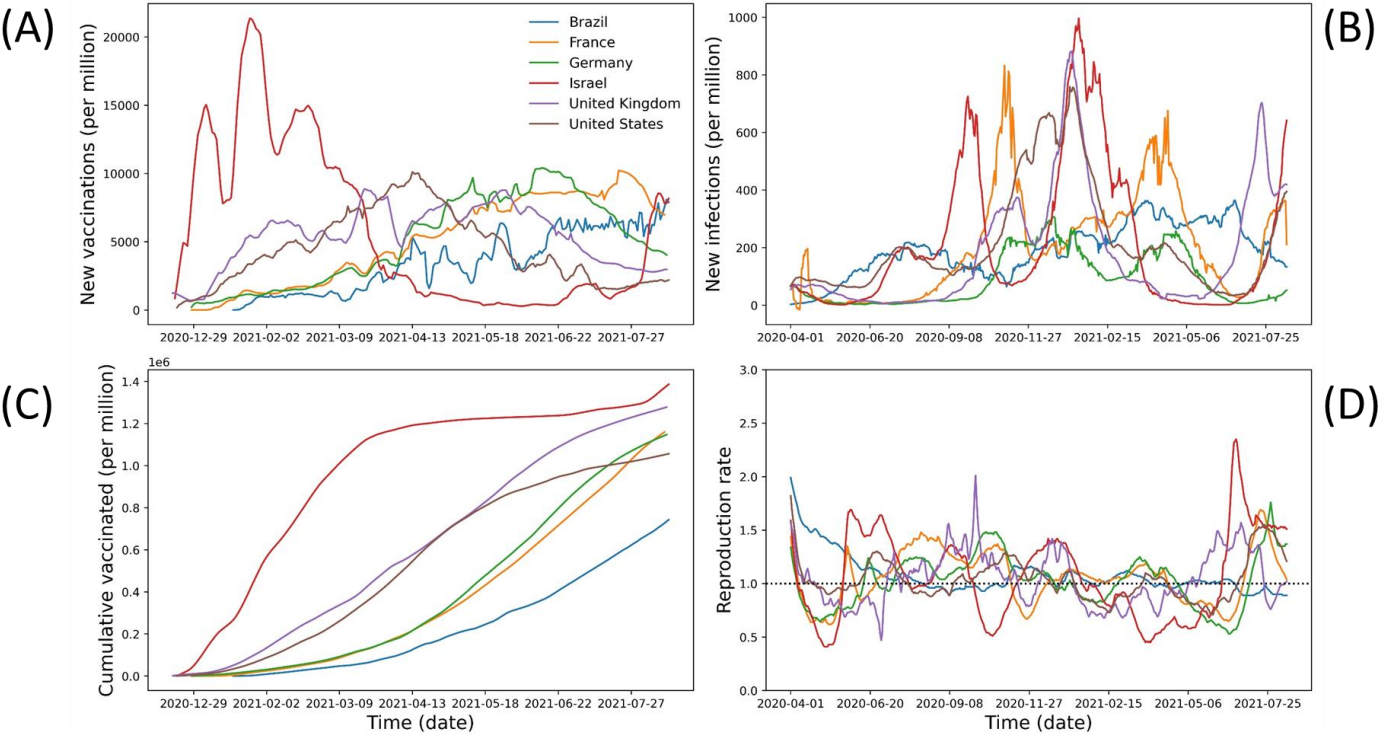 (A)
New vaccinations (per million)
20000
15000
10000
5000
0
Brazil
France
Germany
Israel
United Kingdom
United States
2020-12-29 2021-02-02 2021-03-09 2021-04-13 2021-05-18 2021-06-22 2021-07-27
(B)
New infections (per million)
1000
800
600
400
200
0
2020-04-01 2020-06-20 2020-09-08 2020-11-27 2021-02-15 2021-05-06 2021-07-25
(C)
Cumulative vaccinated (per million)
1e6
1.4
1.2
1.0
0.8
0.6
0.4
0.2
0.0
2020-12-29 2021-02-02 2021-03-09 2021-04-13 2021-05-18 2021-06-22 2021-07-27
Time (date)
(D)
Reproduction rate
3.0
2.5
2.0
1.5
1.0
0.5
0.0
2020-04-01 2020-06-20 2020-09-08 2020-11-27 2021-02-15 2021-05-06 2021-07-25
Time (date)